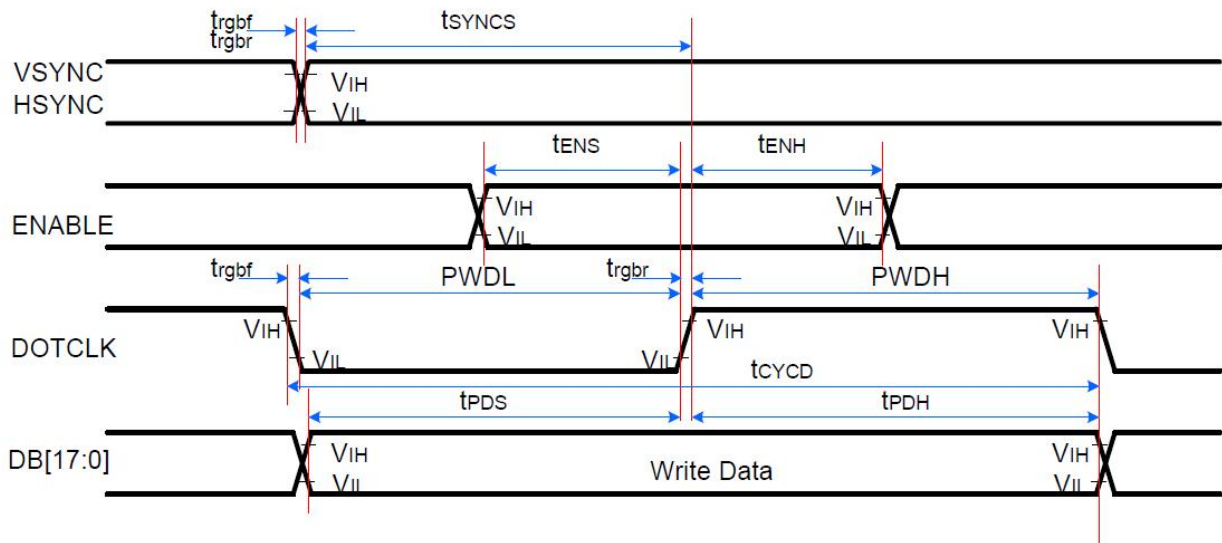 trgbf
trgbr
tSYNCS
VSYNC
HSYNC
VIH
VIL
tENS
tENH
ENABLE
VIH
VIL
VIH
VIL
trgbf
PWDL
trgbr
PWDH
DOTCLK
VIH
VIL
VIL
VIH
VIH
tCYCD
tPDS
tPDH
DB[17:0]
VIH
VIL
Write Data
VIH
VIL